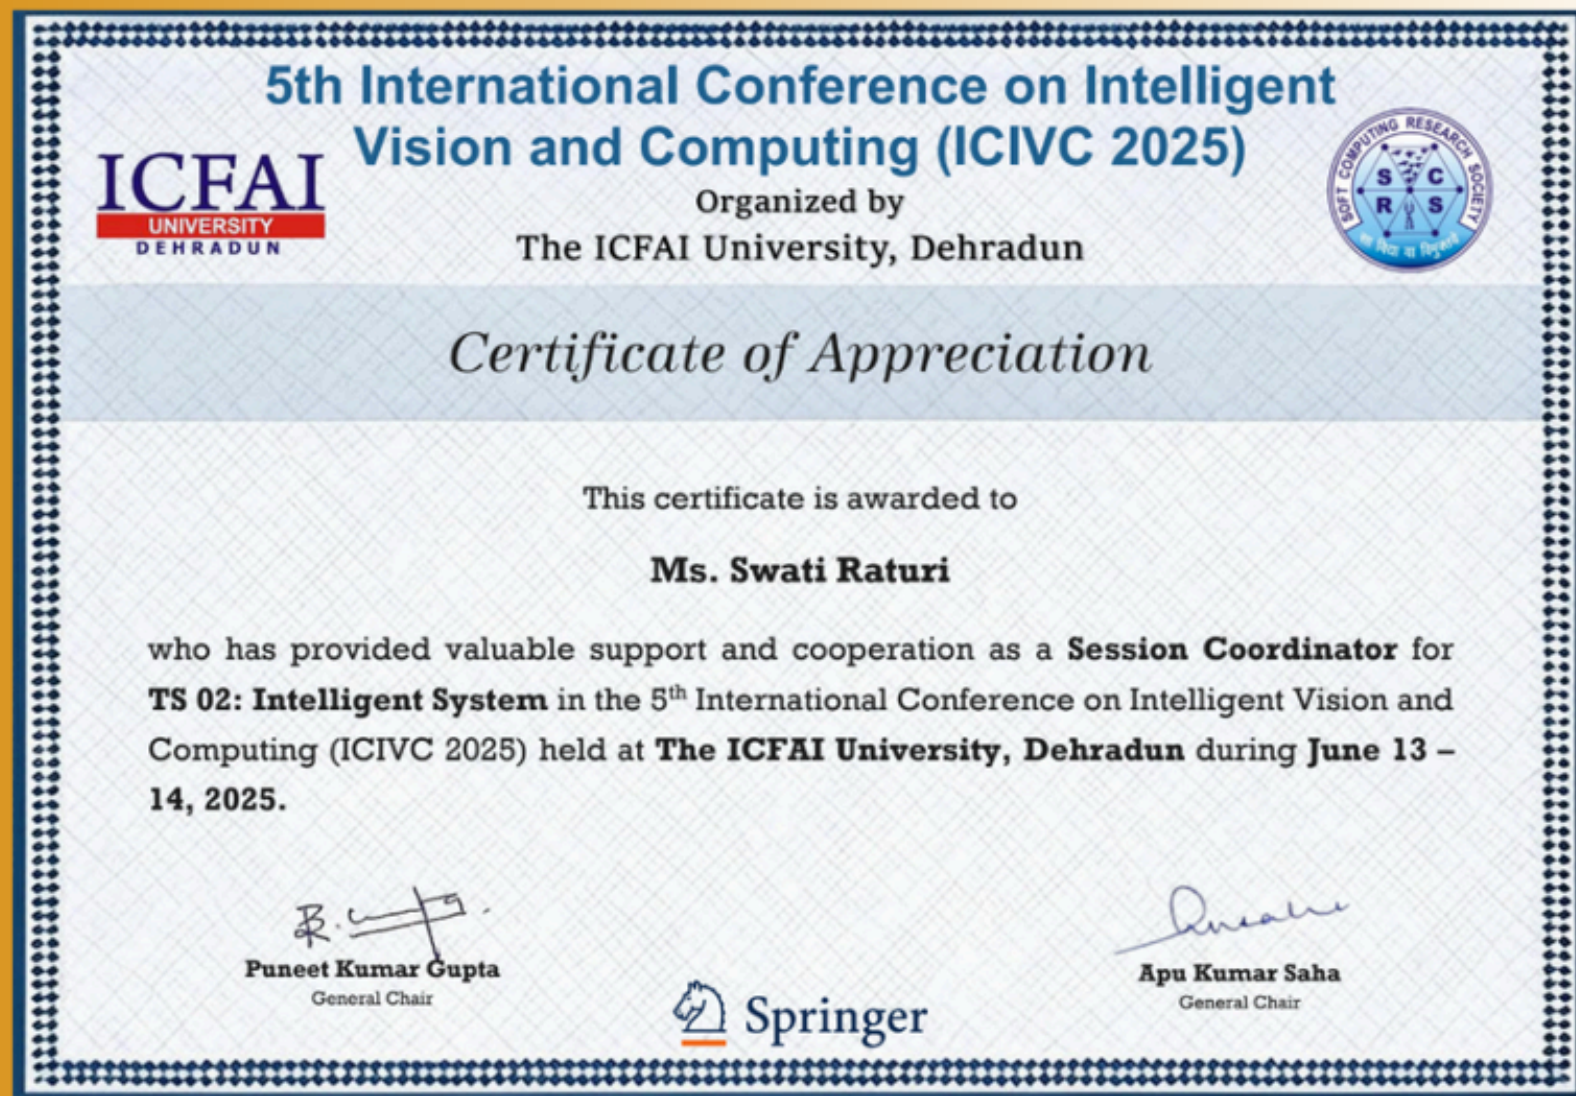 5th International Conference on Intelligent
Vision and Computing (ICIVC 2025)
ICFAI
UNIVERSITY
DEHRADUN
Organized by
The ICFAI University, Dehradun
SOFT COMPUTING RESEARCH SOCIETY
S C
R S
सा विद्या या विमुक्तये
Certificate of Appreciation
This certificate is awarded to
Ms. Swati Raturi
who has provided valuable support and cooperation as a Session Coordinator for
TS 02: Intelligent System in the 5th International Conference on Intelligent Vision and
Computing (ICIVC 2025) held at The ICFAI University, Dehradun during June 13 –
14, 2025.
Puneet Kumar Gupta
General Chair
Apu Kumar Saha
General Chair
Springer